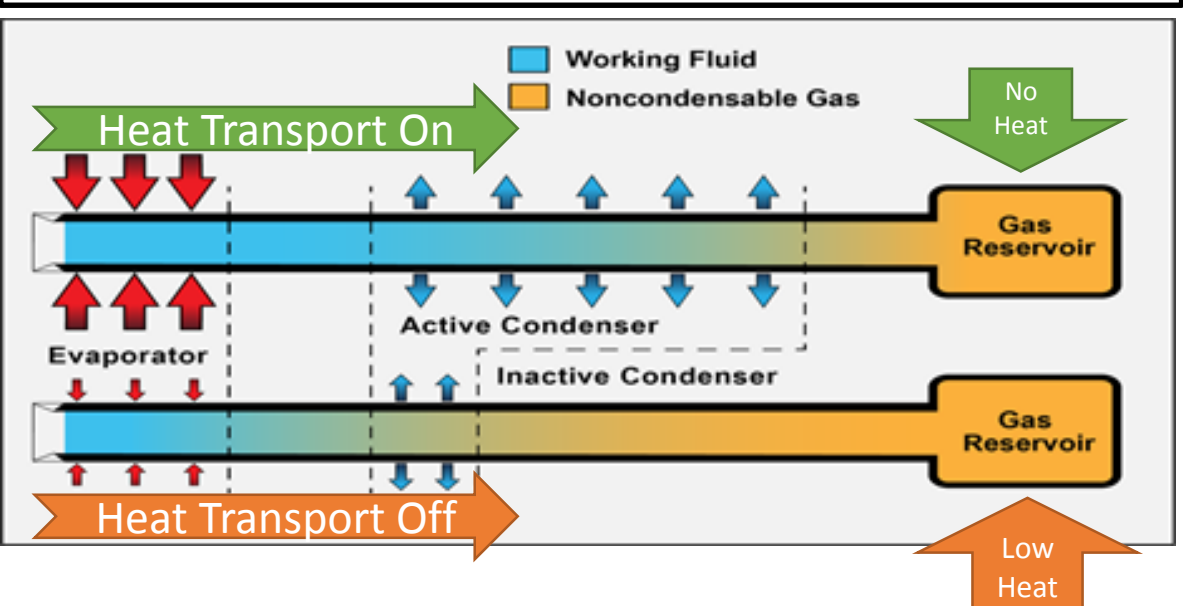 Working Fluid
Noncondensable Gas
Heat Transport On
No
Heat
Gas
Reservoir
Active Condenser
Evaporator
Inactive Condenser
Gas
Reservoir
Heat Transport Off
Low
Heat